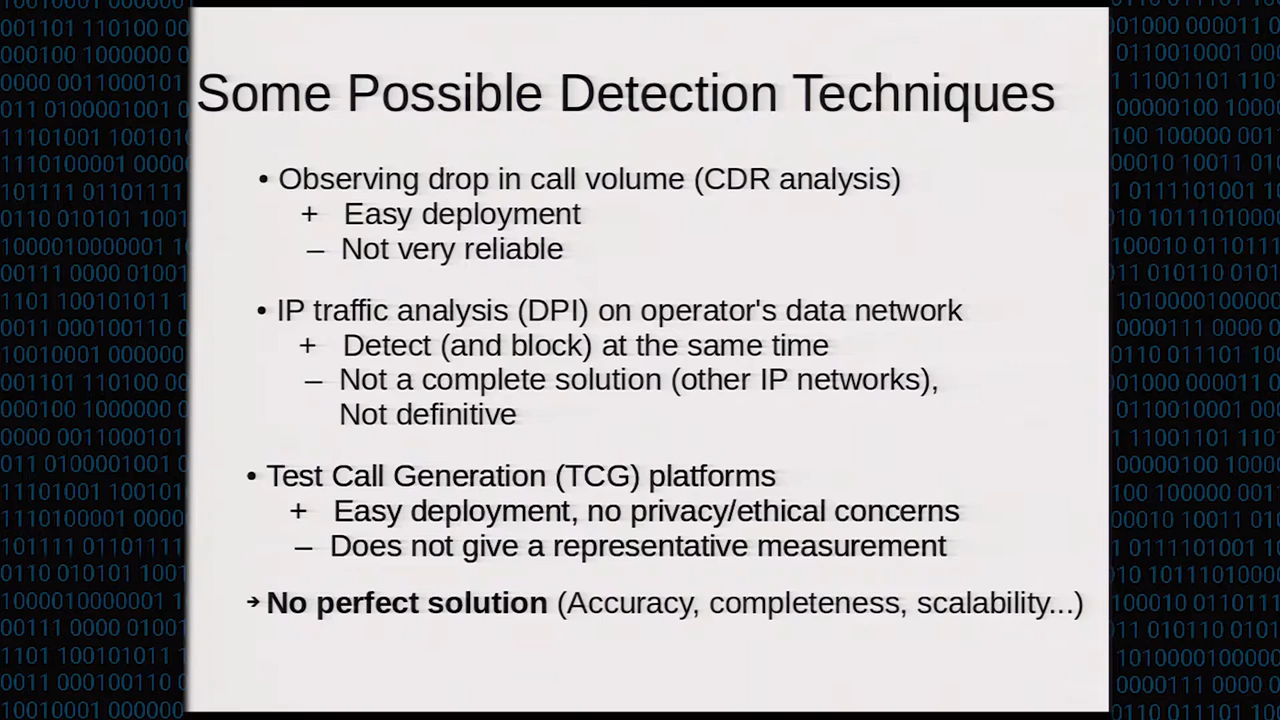 Some Possible Detection Techniques
• Observing drop in call volume (CDR analysis)
+ Easy deployment
– Not very reliable
• IP traffic analysis (DPI) on operator's data network
+ Detect (and block) at the same time
– Not a complete solution (other IP networks),
Not definitive
• Test Call Generation (TCG) platforms
+ Easy deployment, no privacy/ethical concerns
– Does not give a representative measurement
➔ No perfect solution (Accuracy, completeness, scalability...)